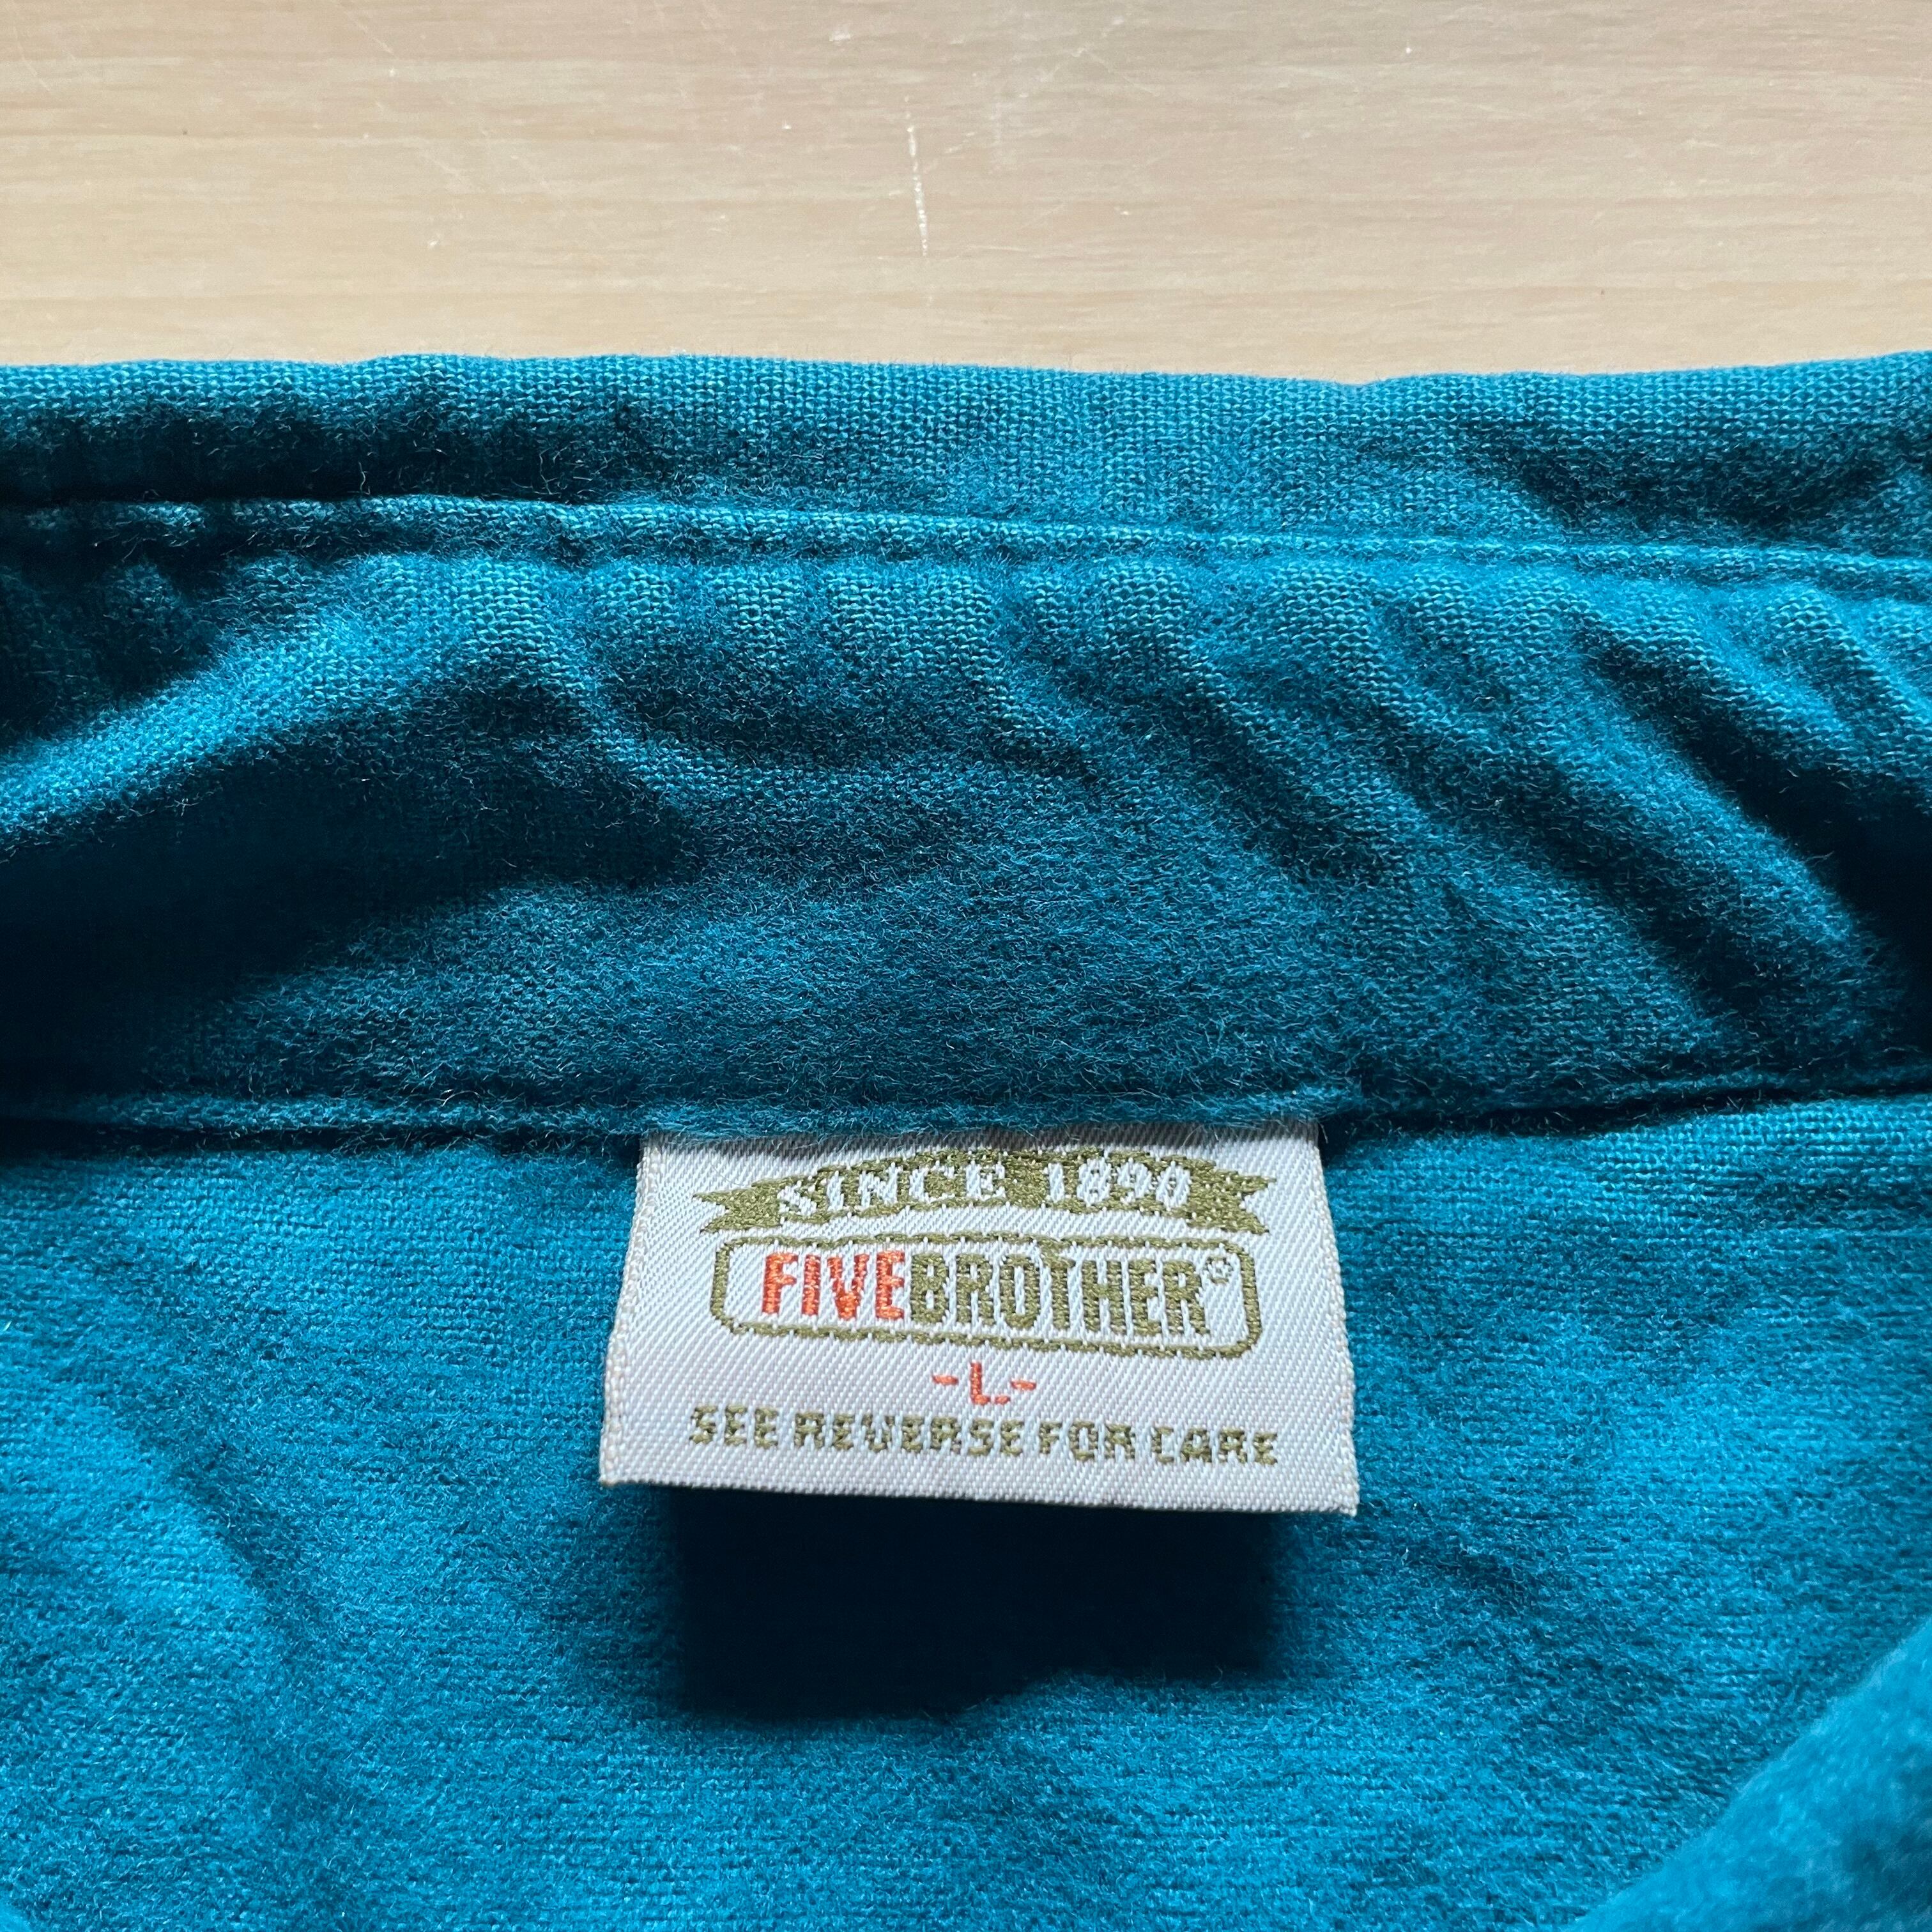 SINCE 1890
FIVEBROTHER®
-L-
SEE REVERSE FOR CARE